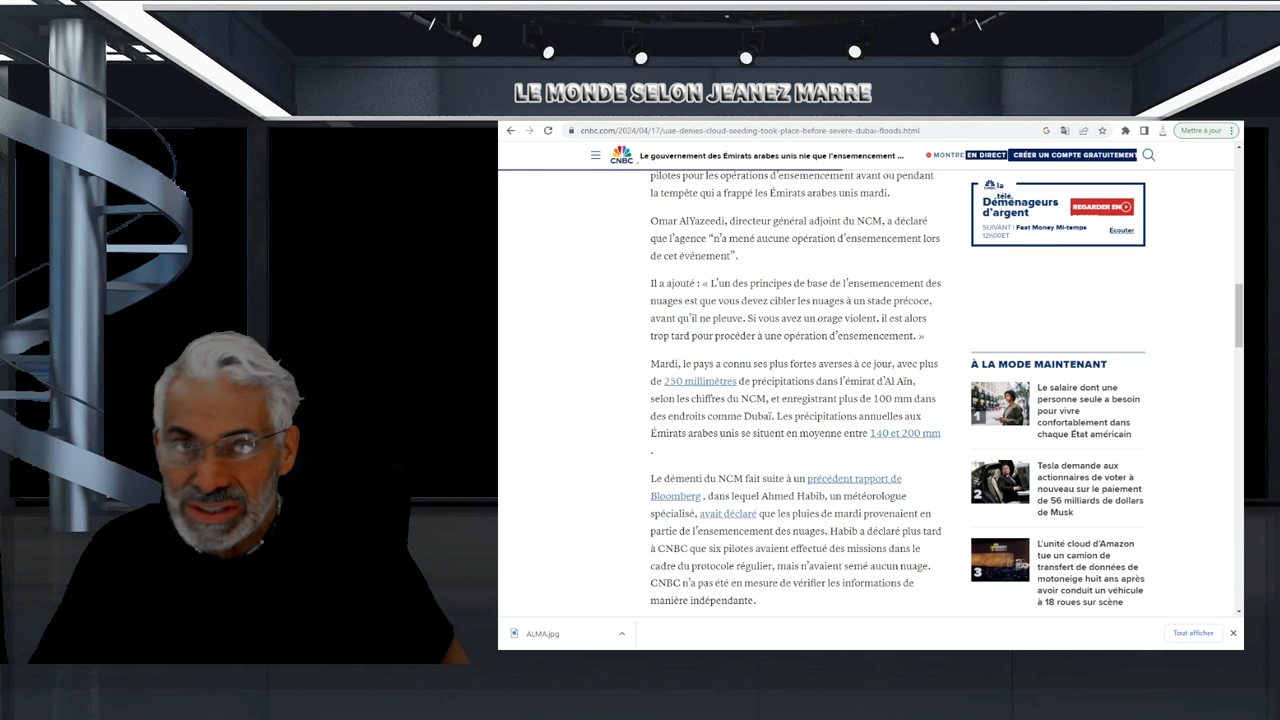 LE MONDE SELON JEANEZ MARRE
cnbc.com/2024/04/17/uae-denies-cloud-seeding-took-place-before-severe-dubai-floods.html
Mettre à jour
CNBC
Le gouvernement des Émirats arabes unis nie que l'ensemencement ...
MONTRE EN DIRECT
CRÉER UN COMPTE GRATUITEMENT
pilotes pour les opérations d'ensemencement avant ou pendant
la tempête qui a frappé les Émirats arabes unis mardi.
Omar AlYazeedi, directeur général adjoint du NCM, a déclaré
que l'agence “n'a mené aucune opération d'ensemencement lors
de cet événement”.
Il a ajouté : « L'un des principes de base de l'ensemencement des
nuages est que vous devez cibler les nuages à un stade précoce,
avant qu'il ne pleuve. Si vous avez un orage violent, il est alors
trop tard pour procéder à une opération d'ensemencement. »
Mardi, le pays a connu ses plus fortes averses à ce jour, avec plus
de 250 millimètres de précipitations dans l'émirat d'Al Aïn,
selon les chiffres du NCM, et enregistrant plus de 100 mm dans
des endroits comme Dubaï. Les précipitations annuelles aux
Émirats arabes unis se situent en moyenne entre 140 et 200 mm
.
Le démenti du NCM fait suite à un précédent rapport de
Bloomberg , dans lequel Ahmed Habib, un météorologue
spécialisé, avait déclaré que les pluies de mardi provenaient en
partie de l'ensemencement des nuages. Habib a déclaré plus tard
à CNBC que six pilotes avaient effectué des missions dans le
cadre du protocole régulier, mais n'avaient semé aucun nuage.
CNBC n'a pas été en mesure de vérifier les informations de
manière indépendante.
la
télé.
Déménageurs
d'argent
REGARDER EN
SUIVANT | Fast Money Mi-temps
12h00ET
Écouter
À LA MODE MAINTENANT
1
Le salaire dont une
personne seule a besoin
pour vivre
confortablement dans
chaque État américain
2
Tesla demande aux
actionnaires de voter à
nouveau sur le paiement
de 56 milliards de dollars
de Musk
3
L'unité cloud d'Amazon
tue un camion de
transfert de données de
motoneige huit ans après
avoir conduit un véhicule
à 18 roues sur scène
ALMA.jpg
Tout afficher